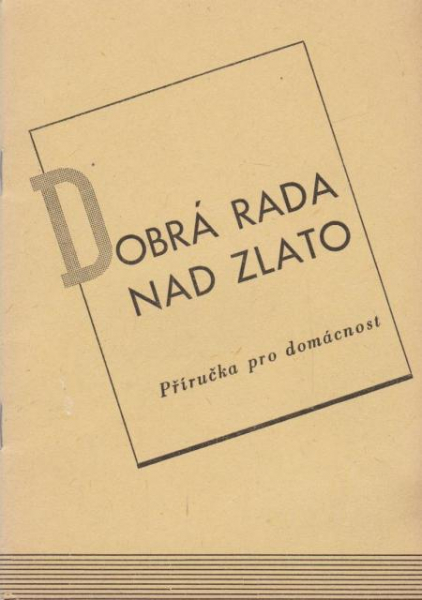 DOBRÁ RADA
NAD ZLATO
Příručka pro domácnost